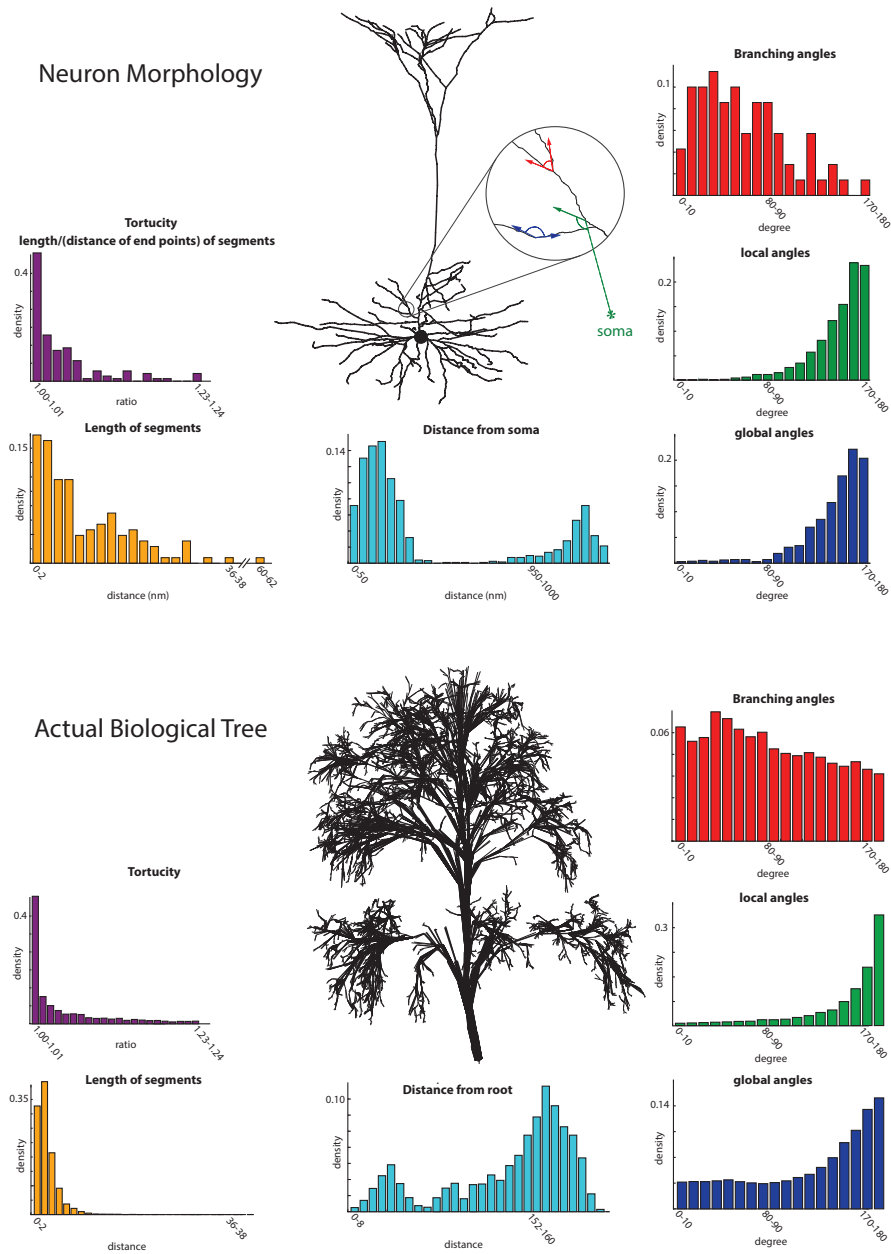 Neuron Morphology
Branching angles
0.1
density
0-10
80-90
170-180
degree
Tortucity
length/(distance of end points) of segments
0.4
density
1.00-1.01
1.23-1.24
ratio
soma
local angles
0.2
density
0-10
80-90
170-180
degree
Length of segments
0.15
density
0-2
36-38
60-62
distance (nm)
Distance from soma
0.14
density
0-50
950-1000
distance (nm)
global angles
0.2
density
0-10
80-90
170-180
degree
Actual Biological Tree
Branching angles
0.06
density
0-10
80-90
170-180
degree
Tortucity
0.4
density
1.00-1.01
1.23-1.24
ratio
local angles
0.3
density
0-10
80-90
170-180
degree
Length of segments
0.35
density
0-2
36-38
distance
Distance from root
0.10
density
0-8
152-160
distance
global angles
0.14
density
0-10
80-90
170-180
degree